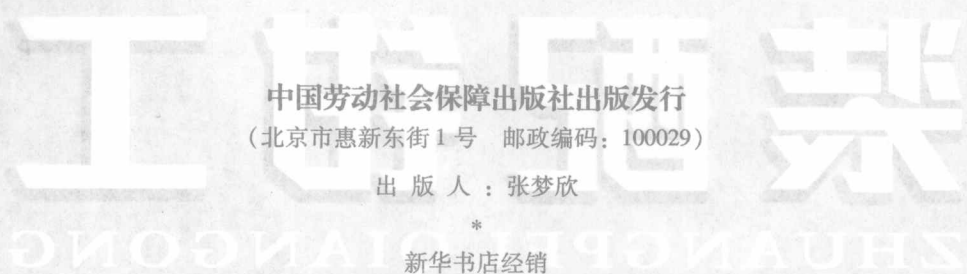 中国劳动社会保障出版社出版发行
（北京市惠新东街1号 邮政编码：100029）
出版人：张梦欣
*
新华书店经销